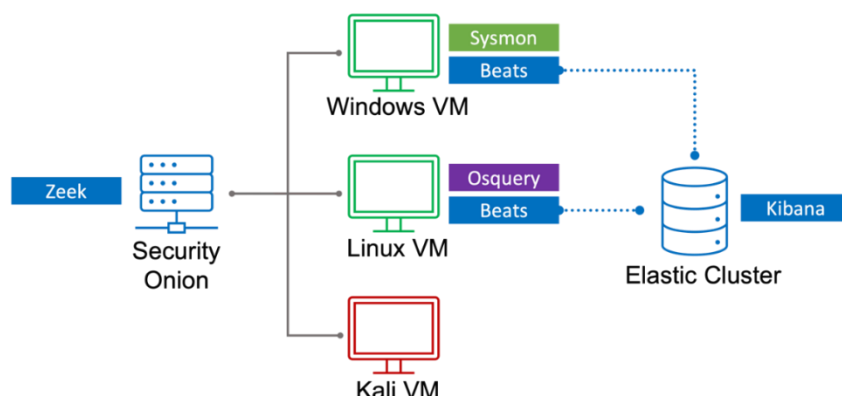 Sysmon
Beats
Windows VM
Zeek
Security
Onion
Osquery
Beats
Linux VM
Kibana
Elastic Cluster
Kali VM